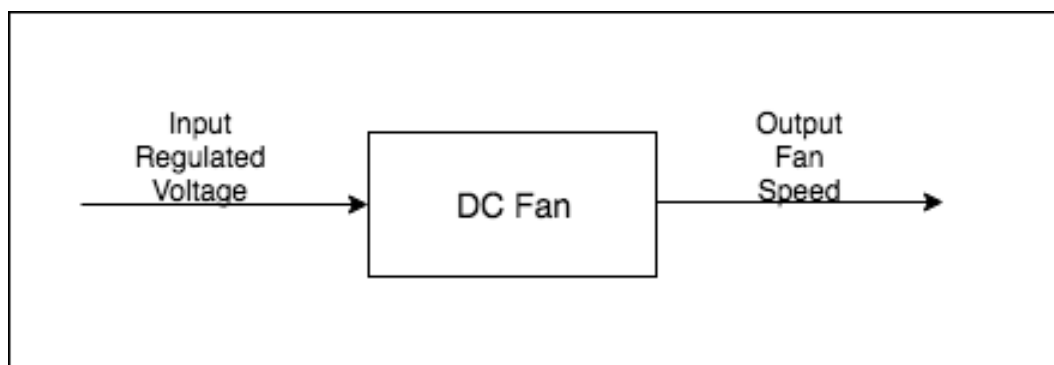 Input
Regulated
Voltage
DC Fan
Output
Fan
Speed